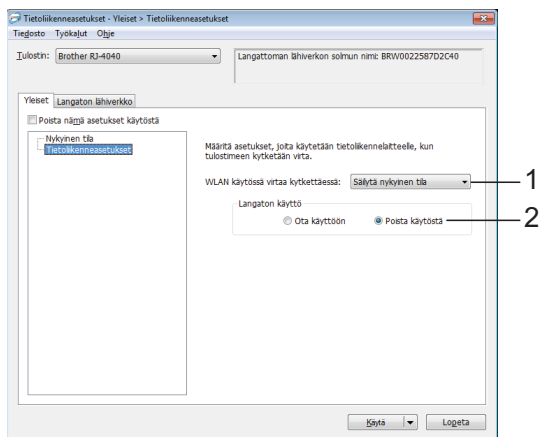 Tietoliikenneasetukset - Yleiset > Tietoliikenneasetukset
Tiedosto Työkalut Ohje
Tulostin: Brother RJ-4040
Langattoman lähiverkon solmun nimi: BRW0022587D2C40
Yleiset Langaton lähiverkko
Poista nämä asetukset käytöstä
Nykyinen tila
Tietoliikenneasetukset
Määritä asetukset, joita käytetään tietoliikennelaitteelle, kun
tulostimeen kytketään virta.
WLAN käytössä virtaa kytkettäessä: Säilytä nykyinen tila 1
Langaton käyttö
Ota käyttöön Poista käytöstä 2
Käytä Lopeta